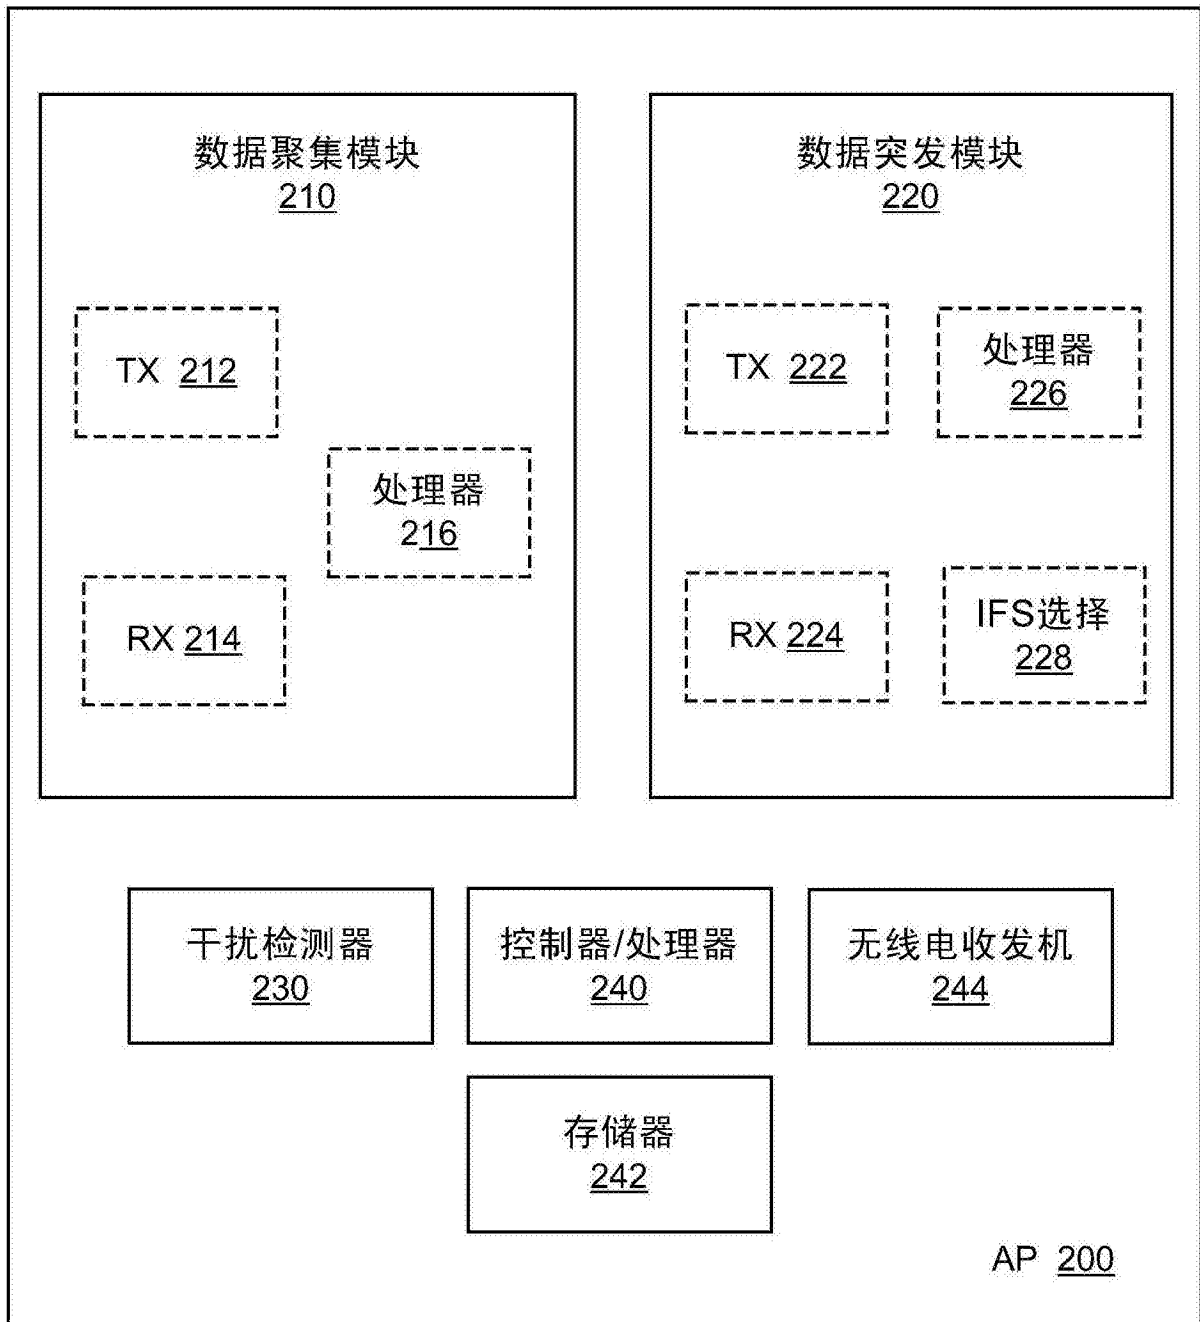 数据聚集模块
210
数据突发模块
220
TX 212
处理器
216
RX 214
TX 222
处理器
226
RX 224
IFS选择
228
干扰检测器
230
控制器/处理器
240
无线电收发机
244
存储器
242
AP 200